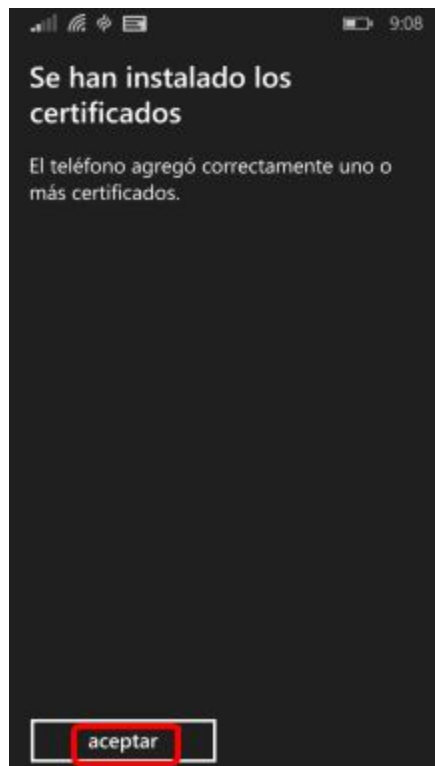 9:08
Se han instalado los
certificados
El teléfono agregó correctamente uno o
más certificados.
aceptar